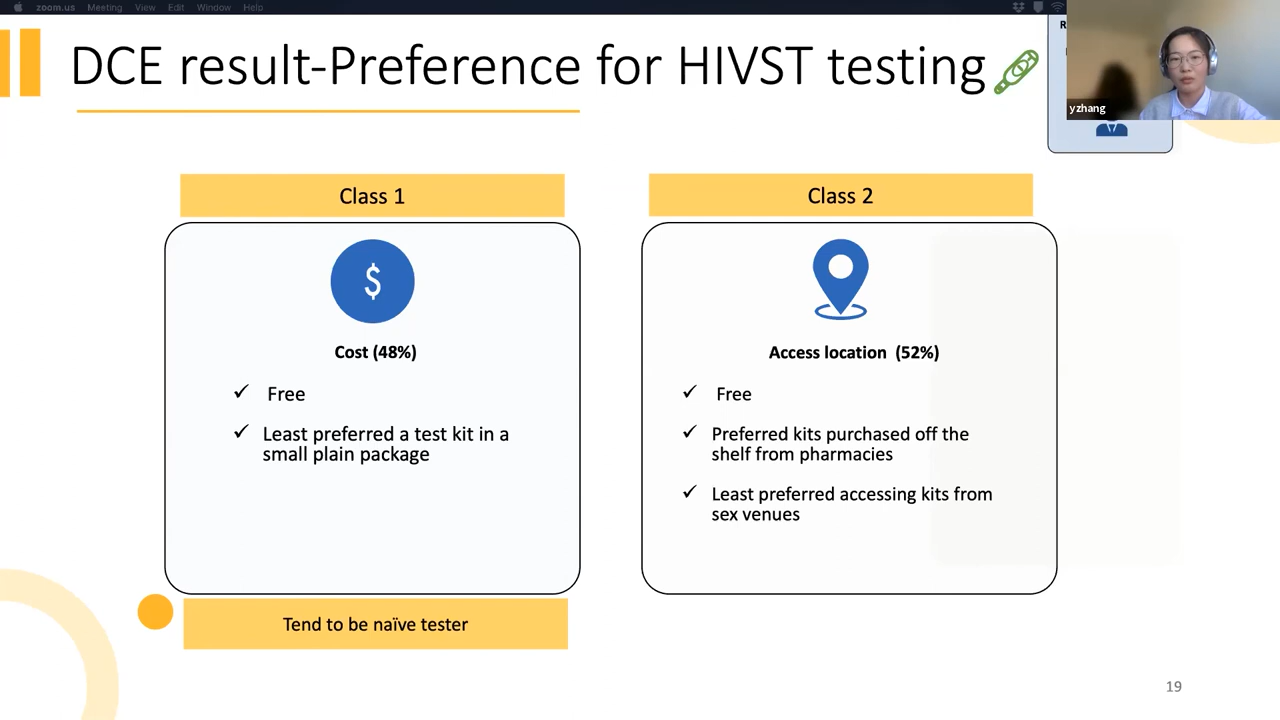 zoom.us Meeting View Edit Window Help
DCE result-Preference for HIVST testing
R
yzhang
Class 1
$
Cost (48%)
✓ Free
✓ Least preferred a test kit in a
small plain package
Tend to be naïve tester
Class 2
Access location (52%)
✓ Free
✓ Preferred kits purchased off the
shelf from pharmacies
✓ Least preferred accessing kits from
sex venues
19